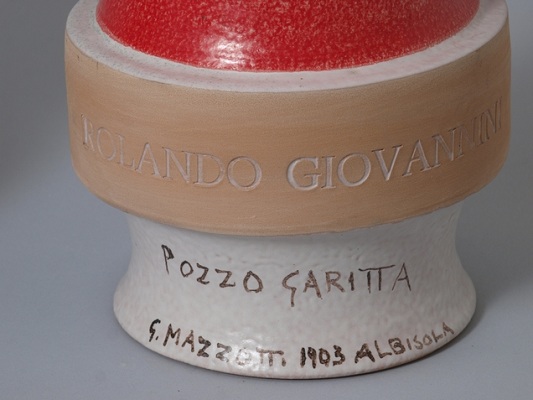 ROLANDO GIOVANNINI
POZZO GARITTA
G. MAZZOTTI 1903 ALBISOLA